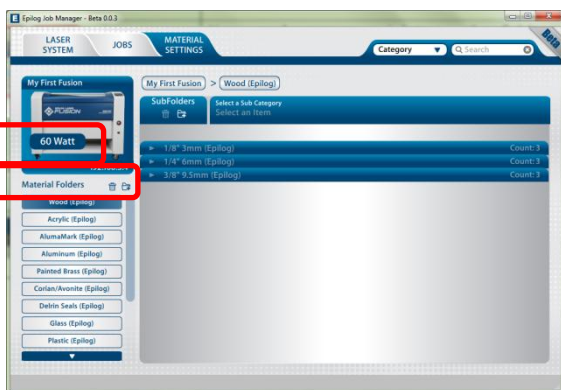 Epilog Job Manager - Beta 0.0.3
LASER SYSTEM
JOBS
MATERIAL SETTINGS
Category
Search
Beta
My First Fusion
FUSION
60 Watt
My First Fusion > Wood (Epilog)
SubFolders
Select a Sub Category
Select an Item
1/8" 3mm (Epilog) Count: 3
1/4" 6mm (Epilog) Count: 3
3/8" 9.5mm (Epilog) Count: 3
Material Folders
Wood (Epilog)
Acrylic (Epilog)
AlumaMark (Epilog)
Aluminum (Epilog)
Painted Brass (Epilog)
Corian/Avonite (Epilog)
Delrin Seals (Epilog)
Glass (Epilog)
Plastic (Epilog)